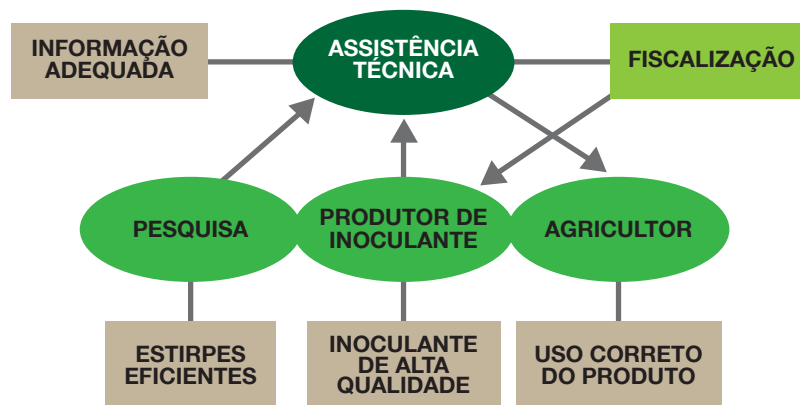 INFORMAÇÃO
ADEQUADA
ASSISTÊNCIA
TÉCNICA
FISCALIZAÇÃO
PESQUISA
PRODUTOR DE
INOCULANTE
AGRICULTOR
ESTIRPES
EFICIENTES
INOCULANTE
DE ALTA
QUALIDADE
USO CORRETO
DO PRODUTO